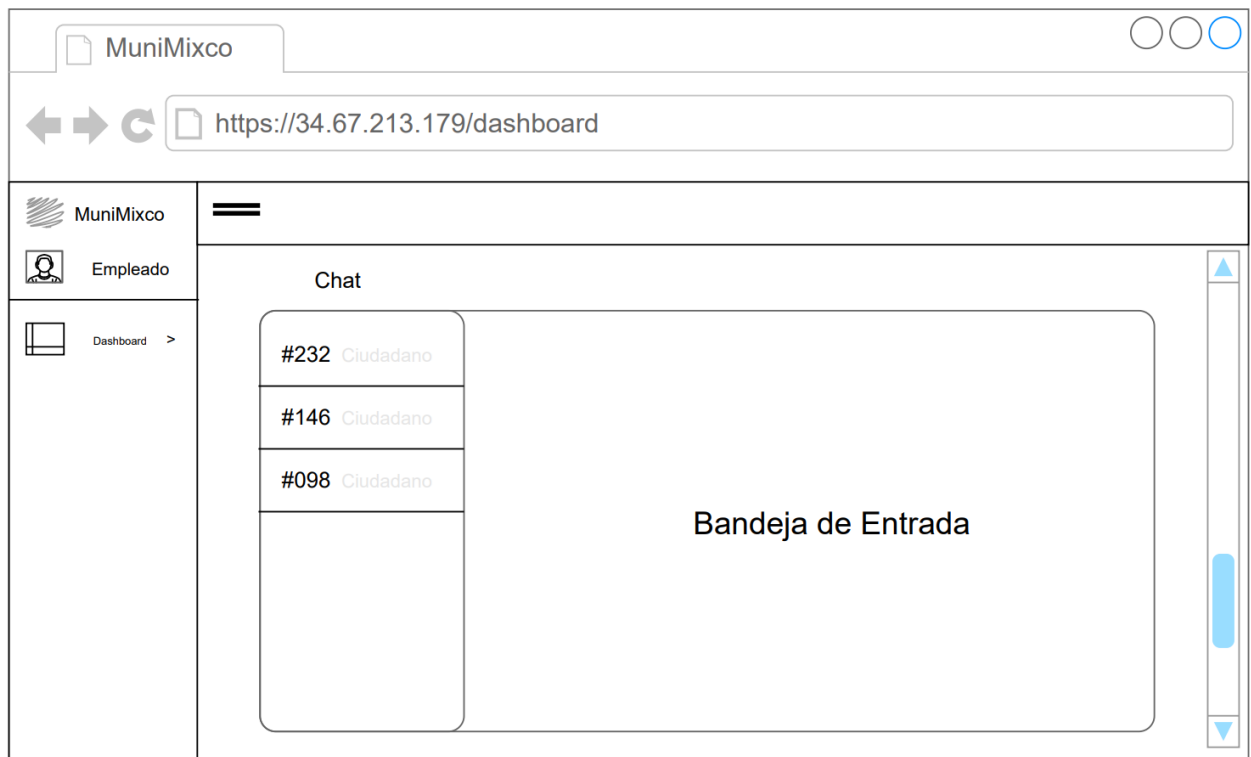 MuniMixco
https://34.67.213.179/dashboard
MuniMixco
Empleado
Dashboard >
Chat
#232 Ciudadano
#146 Ciudadano
#098 Ciudadano
Bandeja de Entrada